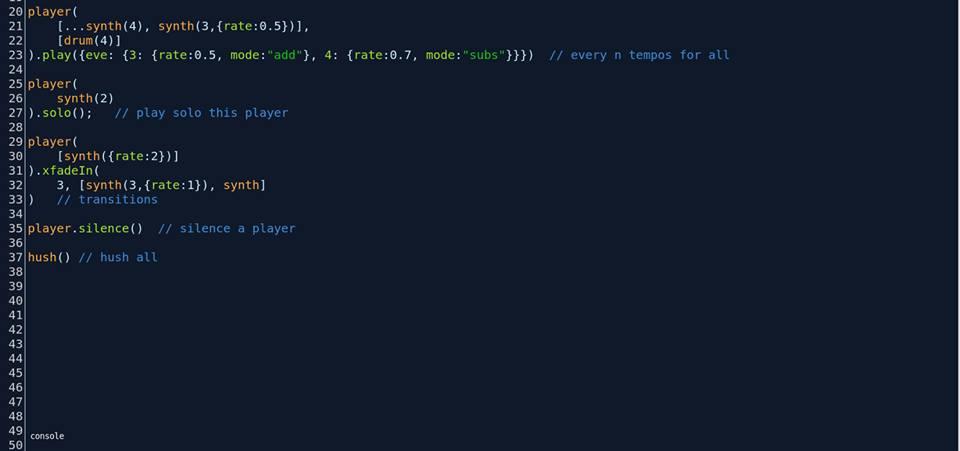 20 player(
21     [...synth(4), synth(3,{rate:0.5})],
22     [drum(4)]
23 ).play({eve: {3: {rate:0.5, mode:"add"}, 4: {rate:0.7, mode:"subs"}}})  // every n tempos for all
24
25 player(
26     synth(2)
27 ).solo();   // play solo this player
28
29 player(
30     [synth({rate:2})]
31 ).xfadeIn(
32     3, [synth(3,{rate:1}), synth]
33 )   // transitions
34
35 player.silence()  // silence a player
36
37 hush() // hush all
38
39
40
41
42
43
44
45
46
47
48
49
console
50